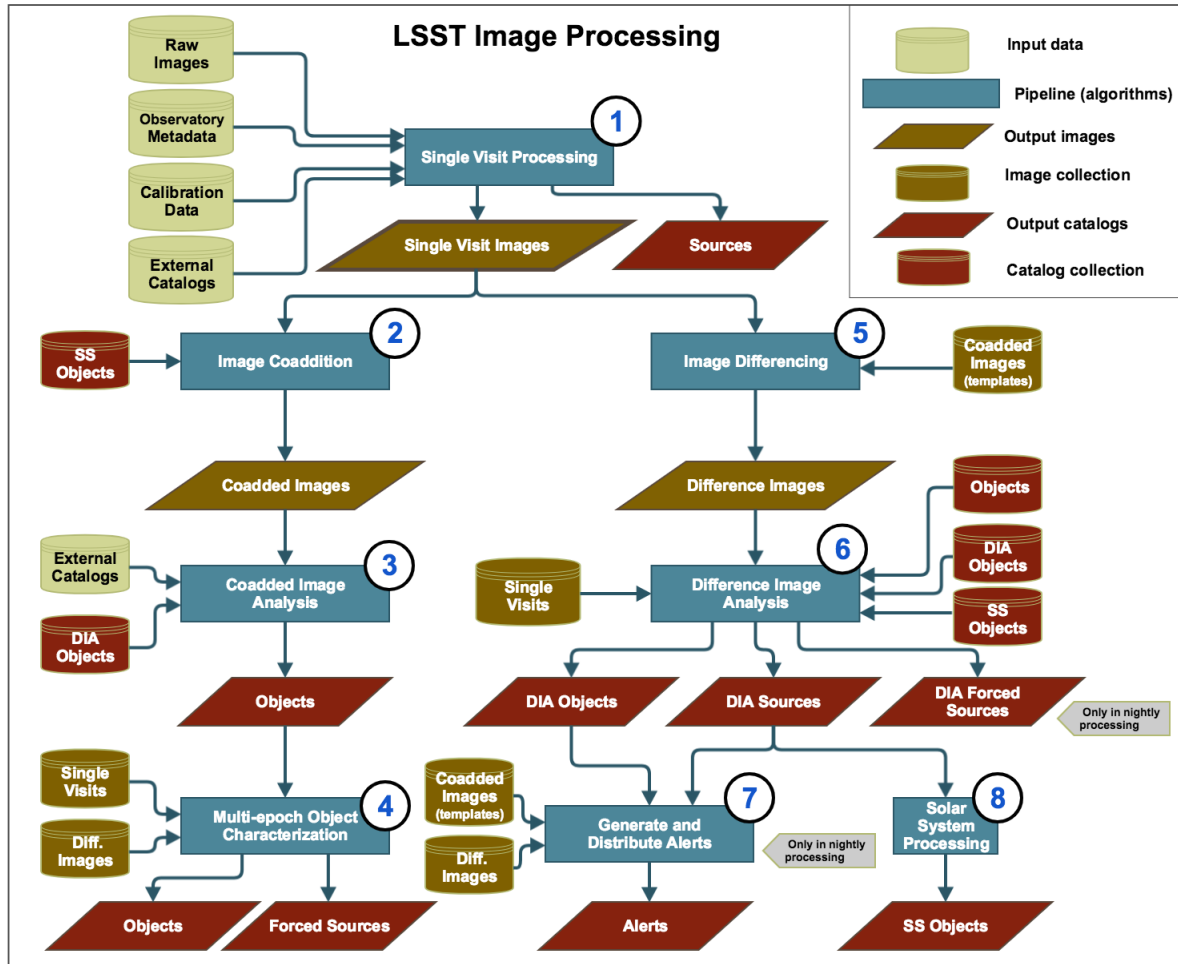 LSST Image Processing
Raw
Images
Observatory
Metadata
Calibration
Data
External
Catalogs
1
Single Visit Processing
Single Visit Images
Sources
Input data
Pipeline (algorithms)
Output images
Image collection
Output catalogs
Catalog collection
SS
Objects
2
Image Coaddition
5
Image Differencing
Coadded
Images
(templates)
Coadded Images
Difference Images
Objects
DIA
Objects
SS
Objects
External
Catalogs
DIA
Objects
3
Coadded Image
Analysis
Single
Visits
6
Difference Image
Analysis
Objects
DIA Objects
DIA Sources
DIA Forced
Sources
Only in nightly
processing
Single
Visits
Diff.
Images
4
Multi-epoch Object
Characterization
Coadded
Images
(templates)
Diff.
Images
7
Generate and
Distribute Alerts
Only in nightly
processing
8
Solar
System
Processing
Objects
Forced Sources
Alerts
SS Objects